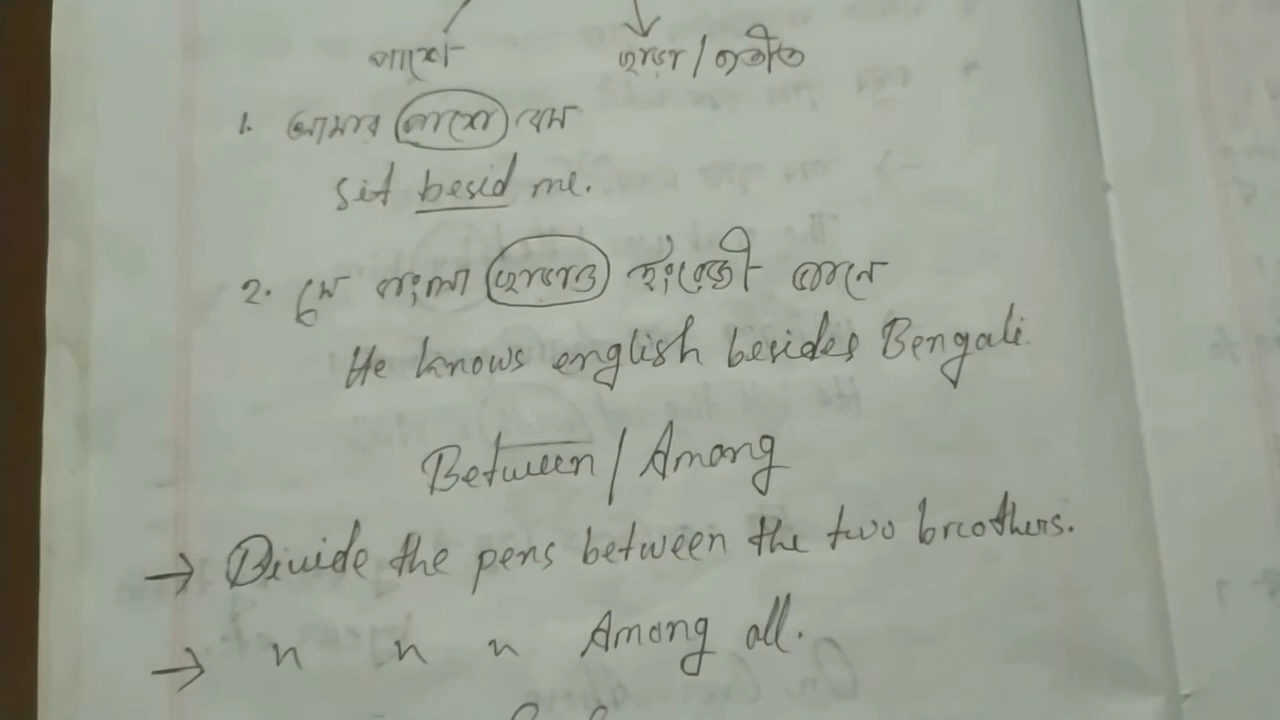 পাশে
ছাড়া / ব্যতীত
1. আমার পাশে বস
Sit besid me.
2. সে বাংলা ছাড়াও ইংরেজী জানে
He knows english besides Bengali.
Between / Among
→ Divide the pens between the two brothers.
→ " " " Among all.